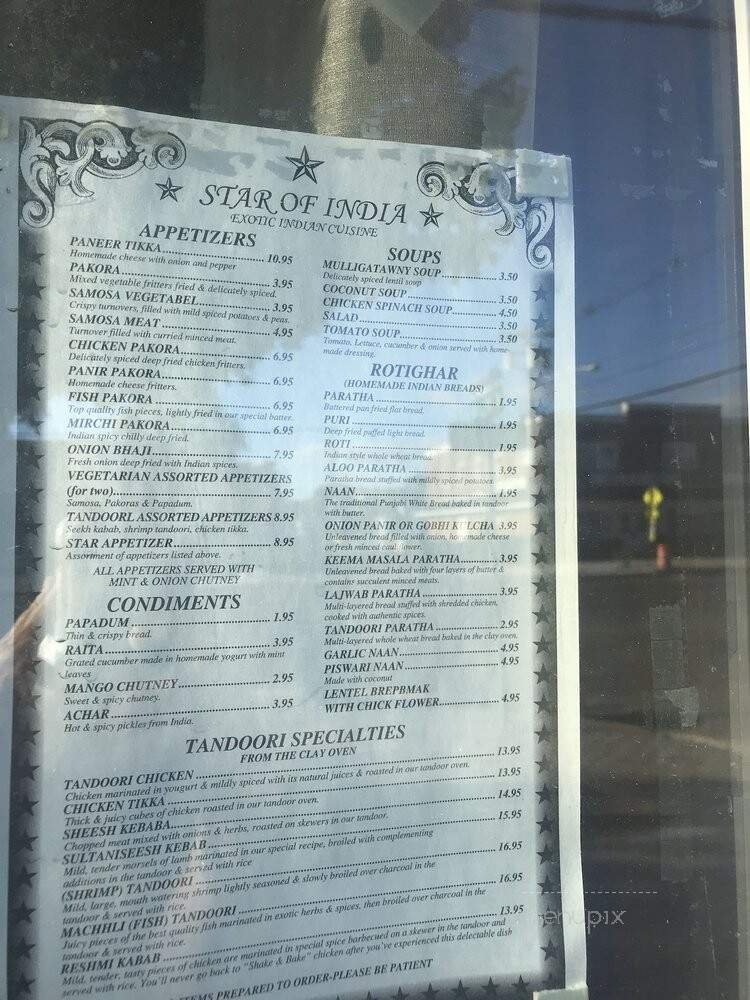 STAR OF INDIA
EXOTIC INDIAN CUISINE
APPETIZERS
PANEER TIKKA 10.95
Homemade cheese with onion and pepper
PAKORA 3.95
Mixed vegetable fritters fried & delicately spiced.
SAMOSA VEGETABEL 3.95
Crispy turnovers, filled with mild spiced potatoes & peas.
SAMOSA MEAT 4.95
Turnover filled with curried minced meat.
CHICKEN PAKORA 6.95
Delicately spiced deep fried chicken fritters.
PANIR PAKORA 6.95
Homemade cheese fritters.
FISH PAKORA 6.95
Top quality fish pieces, lightly fried in our special batter.
MIRCHI PAKORA 6.95
Indian spicy chilly deep fried.
ONION BHAJI 7.95
Fresh onion deep fried with Indian spices.
VEGETARIAN ASSORTED APPETIZERS
(for two) 7.95
Samosa, Pakoras & Papadum.
TANDOORL ASSORTED APPETIZERS 8.95
Seekh kabab, shrimp tandoori, chicken tikka.
STAR APPETIZER 8.95
Assortment of appetizers listed above.
ALL APPETIZERS SERVED WITH
MINT & ONION CHUTNEY
CONDIMENTS
PAPADUM 1.95
Thin & crispy bread.
RAITA 3.95
Grated cucumber made in homemade yogurt with mint
leaves
MANGO CHUTNEY 2.95
Sweet & spicy chutney.
ACHAR 3.95
Hot & spicy pickles from India.
SOUPS
MULLIGATAWNY SOUP 3.50
Delicately spiced lentil soup
COCONUT SOUP 3.50
CHICKEN SPINACH SOUP 4.50
SALAD 3.50
TOMATO SOUP 3.50
Tomato, Lettuce, cucumber & onion served with home-
made dressing.
ROTIGHAR
(HOMEMADE INDIAN BREADS)
PARATHA 1.95
Buttered pan fried flat bread.
PURI 1.95
Deep fried puffed light bread.
ROTI 1.95
Indian style whole wheat bread.
ALOO PARATHA 3.95
Paratha bread stuffed with mildly spiced potatoes.
NAAN 1.95
The traditional Punjabi White Bread baked in tandoor
with butter.
ONION PANIR OR GOBHI KULCHA 3.95
Unleavened bread filled with onion, homemade cheese
or fresh minced cauliflower.
KEEMA MASALA PARATHA 3.95
Unleavened bread baked with four layers of butter &
contains succulent minced meats.
LAJWAB PARATHA 3.95
Multi-layered bread stuffed with shredded chicken,
cooked with authentic spices.
TANDOORI PARATHA 2.95
Multi-layered whole wheat bread baked in the clay oven.
GARLIC NAAN 4.95
PISWARI NAAN 4.95
Made with coconut
LENTEL BREPBMAK
WITH CHICK FLOWER 4.95
TANDOORI SPECIALTIES
FROM THE CLAY OVEN
TANDOORI CHICKEN 13.95
Chicken marinated in yougurt & mildly spiced with its natural juices & roasted in our tandoor oven.
CHICKEN TIKKA 13.95
Thick & juicy cubes of chicken roasted in our tandoor oven.
SHEESH KEBABA 14.95
Chopped meat mixed with onions & herbs, roasted on skewers in our tandoor.
SULTANISEESH KEBAB 15.95
Mild, tender morsels of lamb marinated in our special recipe, broiled with complementing
additions in the tandoor & served with rice
(SHRIMP) TANDOORI 16.95
Mild, large, mouth watering shrimp lightly seasoned & slowly broiled over charcoal in the
tandoor & served with rice.
MACHHLI (FISH) TANDOORI 16.95
Juicy pieces of the best quality fish marinated in exotic herbs & spices, then broiled over charcoal in the
tandoor & served with rice.
RESHMI KABAB 13.95
Mild, tender, tasty pieces of chicken are marinated in special spice barbecued on a skewer in the tandoor and
served with rice. You'll never go back to "Shake & Bake" chicken after you've experienced this delectable dish
ITEMS PREPARED TO ORDER-PLEASE BE PATIENT
menupix